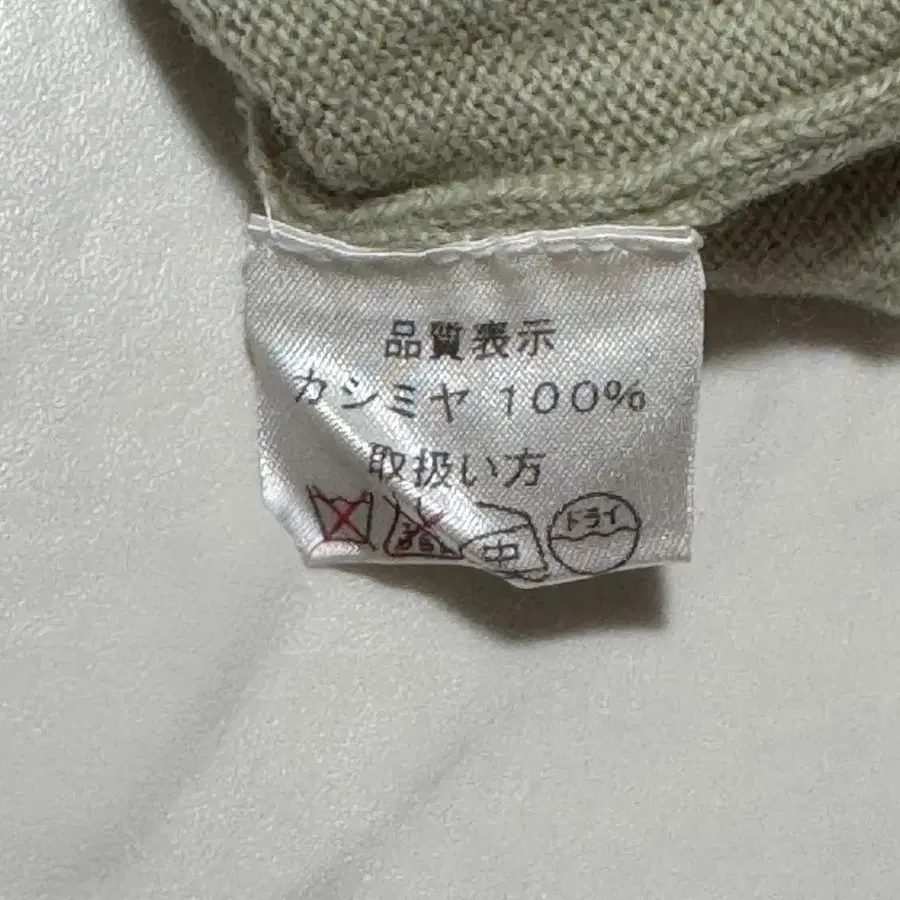 品質表示
カシミヤ 100%
取扱い方
中 ドライ